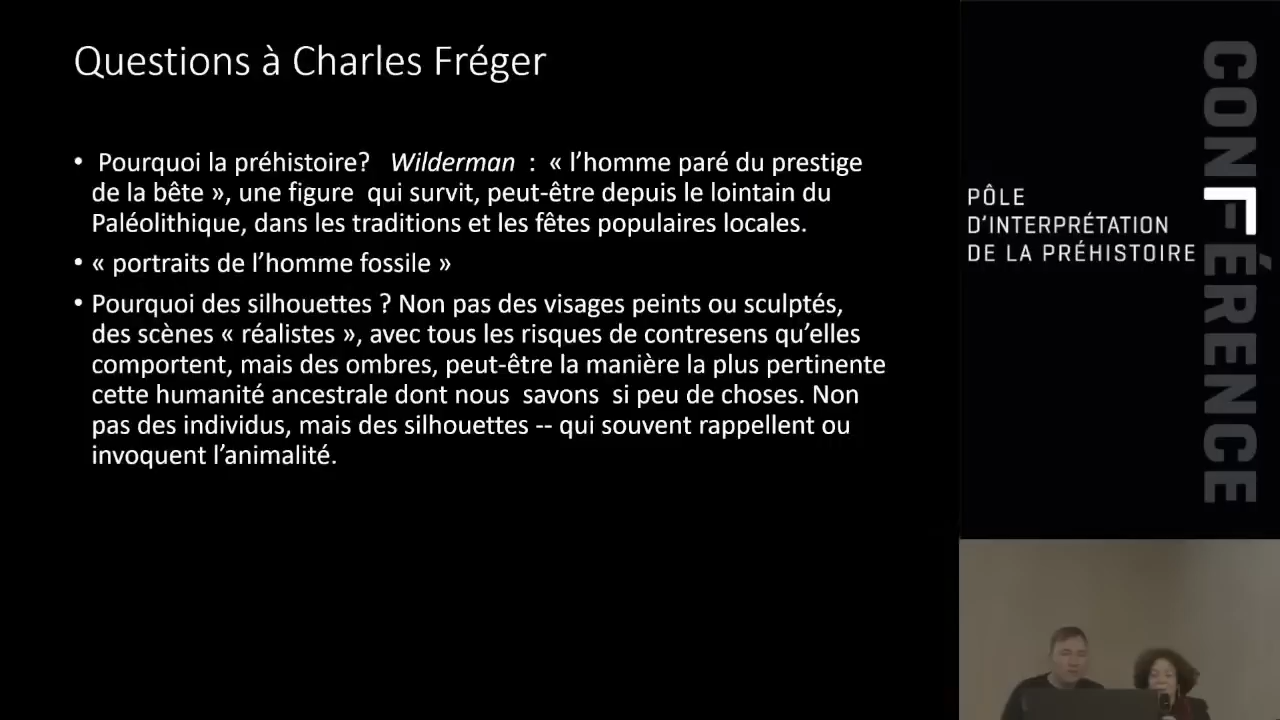 Questions à Charles Fréger
• Pourquoi la préhistoire? Wilderman : « l’homme paré du prestige
de la bête », une figure qui survit, peut-être depuis le lointain du
Paléolithique, dans les traditions et les fêtes populaires locales.
• « portraits de l’homme fossile »
• Pourquoi des silhouettes ? Non pas des visages peints ou sculptés,
des scènes « réalistes », avec tous les risques de contresens qu’elles
comportent, mais des ombres, peut-être la manière la plus pertinente
cette humanité ancestrale dont nous savons si peu de choses. Non
pas des individus, mais des silhouettes -- qui souvent rappellent ou
invoquent l’animalité.
PÔLE
D’INTERPRÉTATION
DE LA PRÉHISTOIRE
CONFÉRENCE